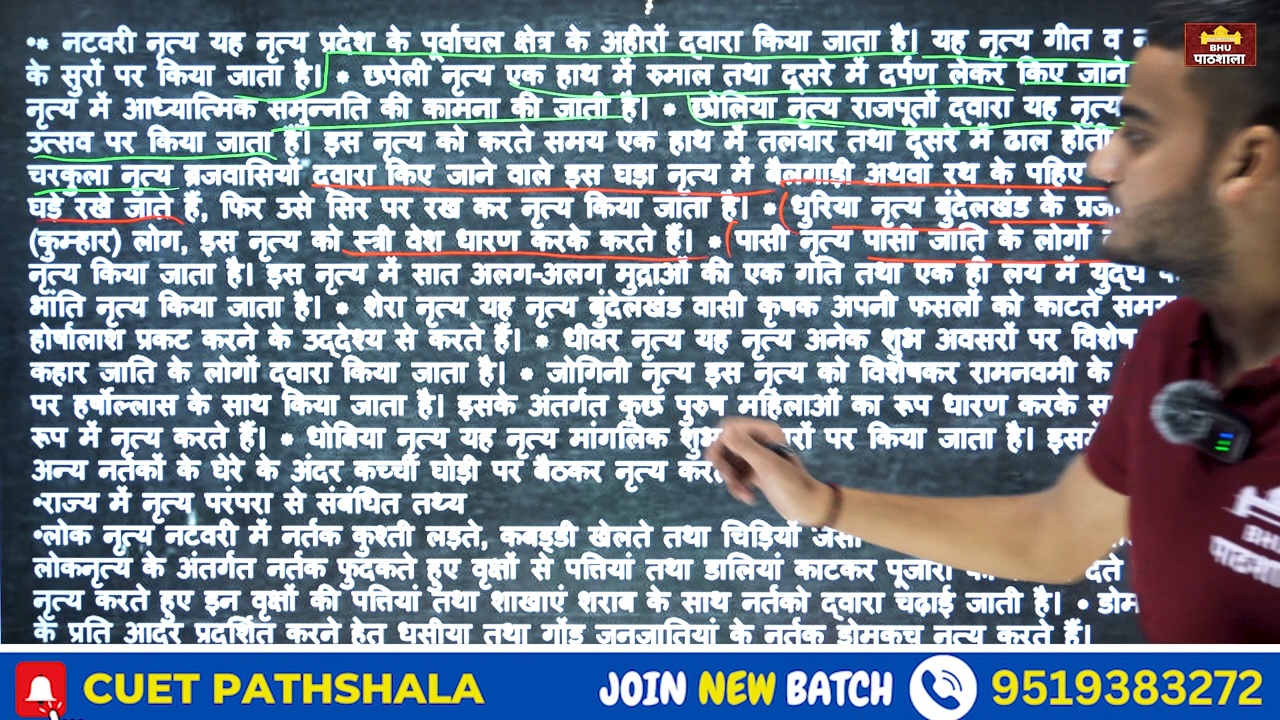 •* नटवरी नृत्य यह नृत्य प्रदेश के पूर्वाचल क्षेत्र के अहीरों द्वारा किया जाता है। यह नृत्य गीत व
के सुरों पर किया जाता है। * छपेली नृत्य एक हाथ में रुमाल तथा दूसरे में दर्पण लेकर किए जाने
नृत्य में आध्यात्मिक समुन्नति की कामना की जाती है। * छोलिया नृत्य राजपूतों द्वारा यह नृत्य
उत्सव पर किया जाता हैं। इस नृत्य को करते समय एक हाथ में तलवार तथा दूसरे में ढाल होती
चरकुला नृत्य ब्रजवासियों द्वारा किए जाने वाले इस घड़ा नृत्य में बैलगाड़ी अथवा रथ के पहिए
घड़े रखे जाते हैं, फिर उसे सिर पर रख कर नृत्य किया जाता है। * धुरिया नृत्य बुंदेलखंड के
(कुम्हार) लोग, इस नृत्य को स्त्री वेश धारण करके करते हैं। * पासी नृत्य पासी जाति के लोगों
नृत्य किया जाता है। इस नृत्य में सात अलग-अलग मुद्राओं की एक गति तथा एक ही लय में युद्ध
भांति नृत्य किया जाता है। * शेरा नृत्य यह नृत्य बुंदेलखंड वासी कृषक अपनी फसलों को काटते समय
होर्षालाश प्रकट करने के उद्देश्य से करते हैं। * धीवर नृत्य यह नृत्य अनेक शुभ अवसरों पर विशेष
कहार जाति के लोगों द्वारा किया जाता है। * जोगिनी नृत्य इस नृत्य को विशेषकर रामनवमी के
पर हर्षोल्लास के साथ किया जाता है। इसके अंतर्गत कुछ पुरुष महिलाओं का रूप धारण करके
रूप में नृत्य करते हैं। * धोबिया नृत्य यह नृत्य मांगलिक पर किया जाता है।
अन्य नर्तकों के घेरे के अंदर कच्ची घोड़ी पर बैठकर नृत्य
•राज्य में नृत्य परंपरा से संबंधित तथ्य
•लोक नृत्य नटवरी में नर्तक कुश्ती लड़ते, कबड्डी खेलते तथा चिड़ियों जैसी
लोकनृत्य के अंतर्गत नर्तक फुदकते हुए वृक्षों से पत्तियां तथा डालियां काटकर
नृत्य करते हुए इन वृक्षों की पत्तियां तथा शाखाएं शराब के साथ नर्तको द्वारा चढ़ाई जाती है। •
के प्रति आदर प्रदर्शित करने हेतु धसीया तथा गोंड जनजातियां के नर्तक डोमकच नृत्य करते हैं।
BHU
पाठशाला
CUET PATHSHALA
JOIN NEW BATCH
9519383272